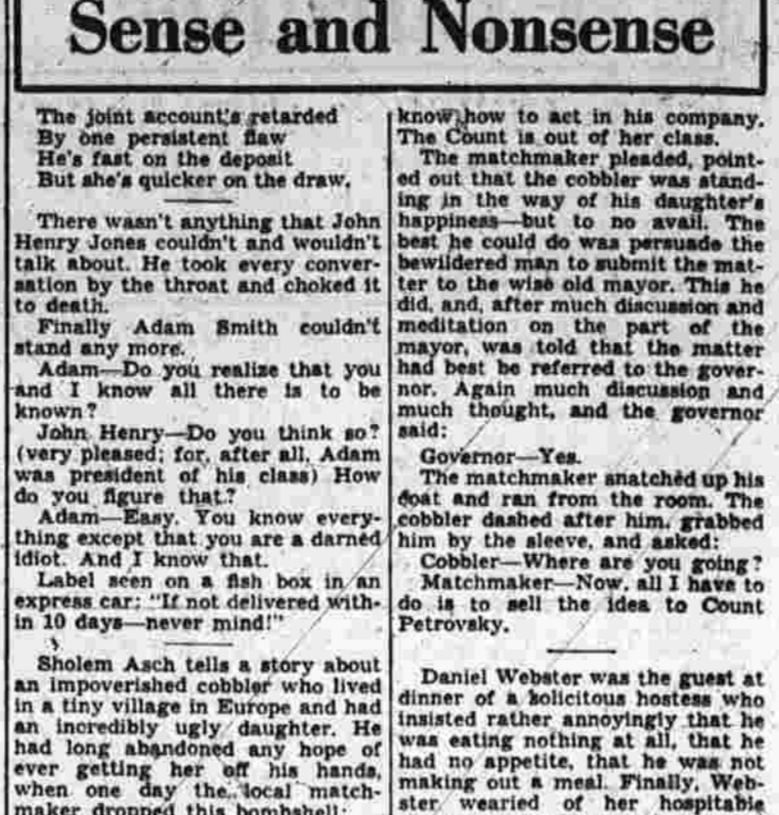 Sense and Nonsense
The joint account's retarded
By one persistent flaw
He's fast on the deposit
But she's quicker on the draw.
There wasn't anything that John
Henry Jones couldn't and wouldn't
talk about. He took every conver-
sation by the throat and choked it
to death.
Finally Adam Smith couldn't
stand any more.
Adam—Do you realize that you
and I know all there is to be
known?
John Henry—Do you think so?
(very pleased; for, after all, Adam
was president of his class) How
do you figure that?
Adam—Easy. You know every-
thing except that you are a darned
idiot. And I know that.
Label seen on a fish box in an
express car: "If not delivered with-
in 10 days—never mind!"
Sholem Asch tells a story about
an impoverished cobbler who lived
in a tiny village in Europe and had
an incredibly ugly daughter. He
had long abandoned any hope of
ever getting her off his hands,
when one day the local match-
maker dropped this bombshell:
know how to act in his company.
The Count is out of her class.
The matchmaker pleaded, point-
ed out that the cobbler was stand-
ing in the way of his daughter's
happiness—but to no avail. The
best he could do was persuade the
bewildered man to submit the mat-
ter to the wise old mayor. This he
did, and, after much discussion and
meditation on the part of the
mayor, was told that the matter
had best be referred to the gover-
nor. Again much discussion and
much thought, and the governor
said:
Governor—Yes.
The matchmaker snatched up his
coat and ran from the room. The
cobbler dashed after him, grabbed
him by the sleeve, and asked:
Cobbler—Where are you going?
Matchmaker—Now, all I have to
do is to sell the idea to Count
Petrovsky.
Daniel Webster was the guest at
dinner of a solicitous hostess who
insisted rather annoyingly that he
was eating nothing at all, that he
had no appetite, that he was not
making out a meal. Finally, Web-
ster, wearied of her hospitable